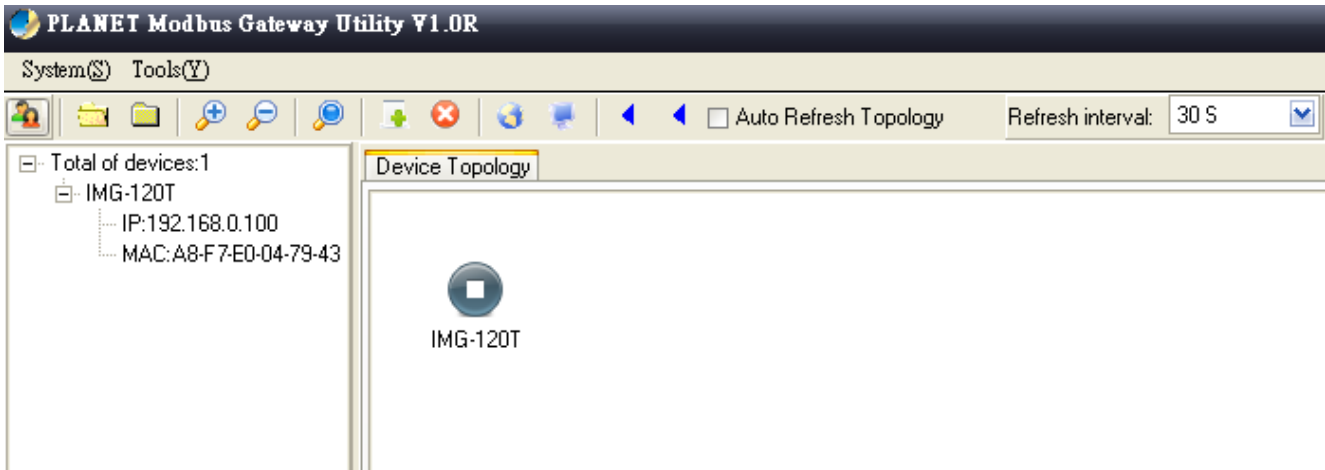 PLANET Modbus Gateway Utility V1.0R
System(S) Tools(Y)
Auto Refresh Topology Refresh interval: 30 S
Total of devices:1
IMG-120T
IP:192.168.0.100
MAC:A8-F7-E0-04-79-43
Device Topology
IMG-120T